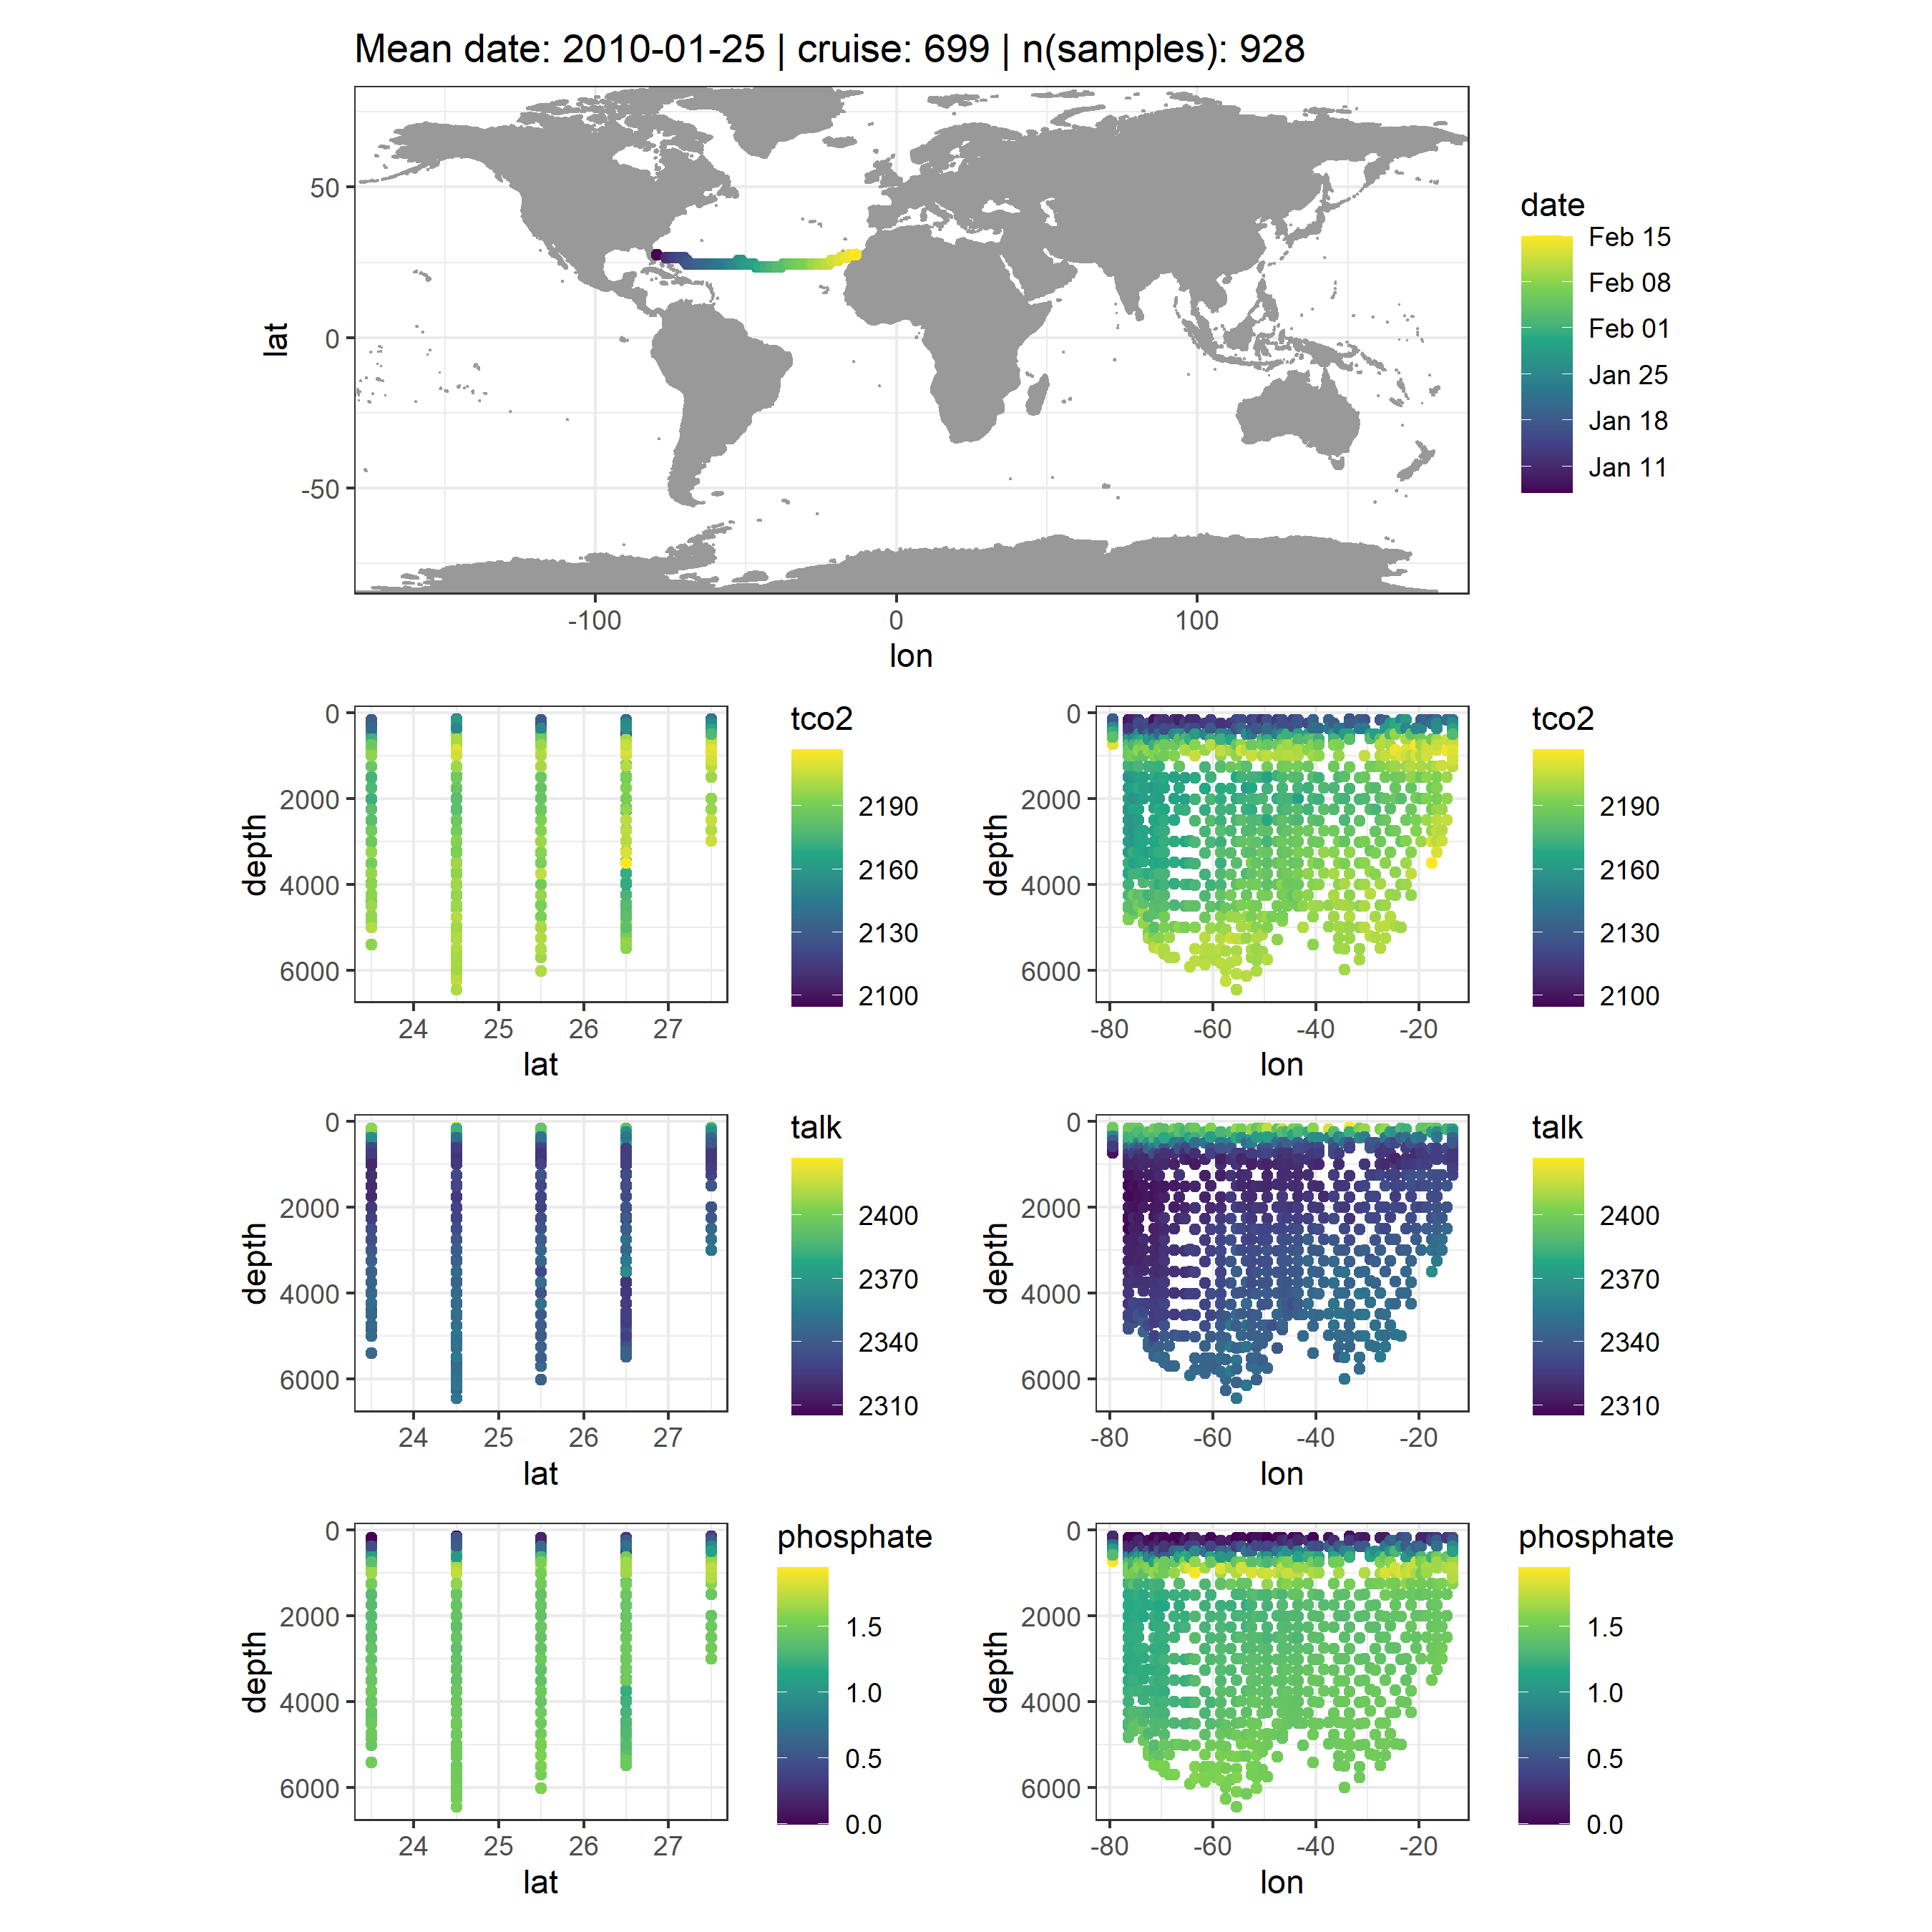 Mean date: 2010-01-25 | cruise: 699 | n(samples): 928
50
0
-50
lat
-100
0
100
lon
date
Feb 15
Feb 08
Feb 01
Jan 25
Jan 18
Jan 11
0
2000
4000
6000
depth
24
25
26
27
lat
tco2
2190
2160
2130
2100
0
2000
4000
6000
depth
-80
-60
-40
-20
lon
tco2
2190
2160
2130
2100
0
2000
4000
6000
depth
24
25
26
27
lat
talk
2400
2370
2340
2310
0
2000
4000
6000
depth
-80
-60
-40
-20
lon
talk
2400
2370
2340
2310
0
2000
4000
6000
depth
24
25
26
27
lat
phosphate
1.5
1.0
0.5
0.0
0
2000
4000
6000
depth
-80
-60
-40
-20
lon
phosphate
1.5
1.0
0.5
0.0